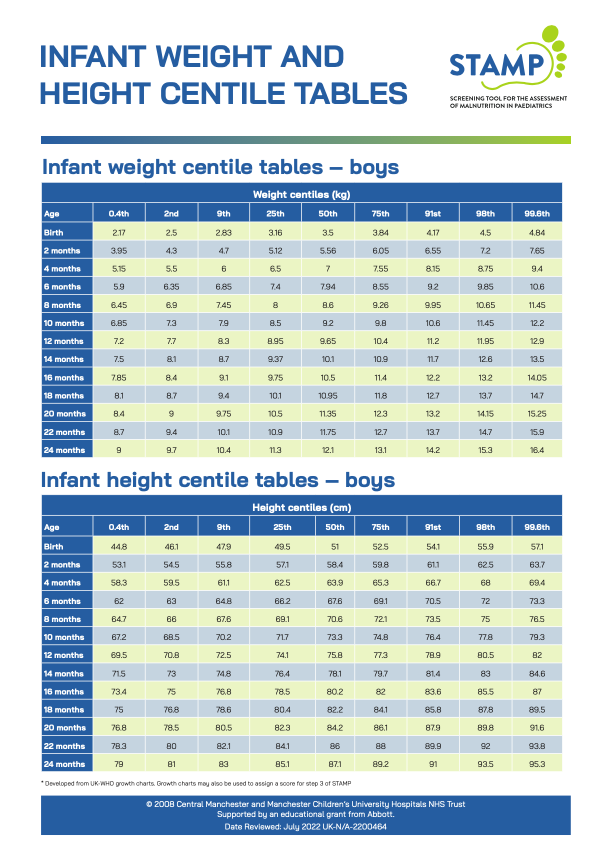 INFANT WEIGHT AND
HEIGHT CENTILE TABLES
STAMP
SCREENING TOOL FOR THE ASSESSMENT
OF MALNUTRITION IN PAEDIATRICS
Infant weight centile tables – boys
Weight centiles (kg)
Age 0.4th 2nd 9th 25th 50th 75th 91st 98th 99.6th
Birth 2.17 2.5 2.83 3.16 3.5 3.84 4.17 4.5 4.84
2 months 3.95 4.3 4.7 5.12 5.56 6.05 6.55 7.2 7.65
4 months 5.15 5.5 6 6.5 7 7.55 8.15 8.75 9.4
6 months 5.9 6.35 6.85 7.4 7.94 8.55 9.2 9.85 10.6
8 months 6.45 6.9 7.45 8 8.6 9.26 9.95 10.65 11.45
10 months 6.85 7.3 7.9 8.5 9.2 9.8 10.6 11.45 12.2
12 months 7.2 7.7 8.3 8.95 9.65 10.4 11.2 11.95 12.9
14 months 7.5 8.1 8.7 9.37 10.1 10.9 11.7 12.6 13.5
16 months 7.85 8.4 9.1 9.75 10.5 11.4 12.2 13.2 14.05
18 months 8.1 8.7 9.4 10.1 10.95 11.8 12.7 13.7 14.7
20 months 8.4 9 9.75 10.5 11.35 12.3 13.2 14.15 15.25
22 months 8.7 9.4 10.1 10.9 11.75 12.7 13.7 14.7 15.9
24 months 9 9.7 10.4 11.3 12.1 13.1 14.2 15.3 16.4
Infant height centile tables – boys
Height centiles (cm)
Age 0.4th 2nd 9th 25th 50th 75th 91st 98th 99.6th
Birth 44.8 46.1 47.9 49.5 51 52.5 54.1 55.9 57.1
2 months 53.1 54.5 55.8 57.1 58.4 59.8 61.1 62.5 63.7
4 months 58.3 59.5 61.1 62.5 63.9 65.3 66.7 68 69.4
6 months 62 63 64.8 66.2 67.6 69.1 70.5 72 73.3
8 months 64.7 66 67.6 69.1 70.6 72.1 73.5 75 76.5
10 months 67.2 68.5 70.2 71.7 73.3 74.8 76.4 77.8 79.3
12 months 69.5 70.8 72.5 74.1 75.8 77.3 78.9 80.5 82
14 months 71.5 73 74.8 76.4 78.1 79.7 81.4 83 84.6
16 months 73.4 75 76.8 78.5 80.2 82 83.6 85.5 87
18 months 75 76.8 78.6 80.4 82.2 84.1 85.8 87.8 89.5
20 months 76.8 78.5 80.5 82.3 84.2 86.1 87.9 89.8 91.6
22 months 78.3 80 82.1 84.1 86 88 89.9 92 93.8
24 months 79 81 83 85.1 87.1 89.2 91 93.5 95.3
* Developed from UK-WHO growth charts. Growth charts may also be used to assign a score for step 3 of STAMP
© 2008 Central Manchester and Manchester Children's University Hospitals NHS Trust
Supported by an educational grant from Abbott.
Date Reviewed: July 2022 UK-N/A-2200464